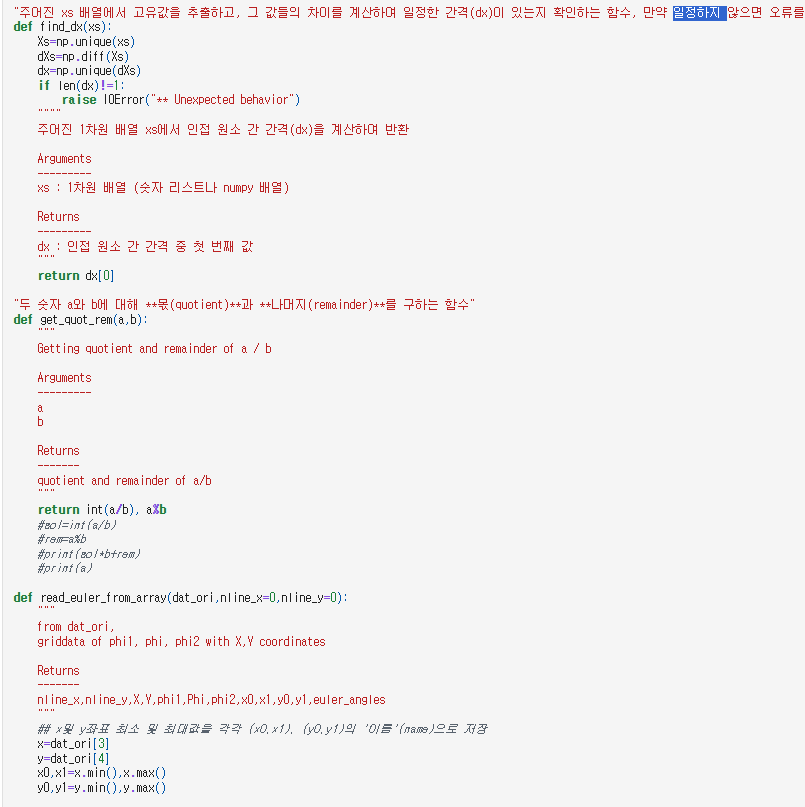 "주어진 xs 배열에서 고유값을 추출하고, 그 값들의 차이를 계산하여 일정한 간격(dx)이 있는지 확인하는 함수, 만약 일정하지 않으면 오류를
def find_dx(xs):
    Xs=np.unique(xs)
    dXs=np.diff(Xs)
    dx=np.unique(dXs)
    if len(dx)!=1:
        raise IOError("** Unexpected behavior")
    """"
    주어진 1차원 배열 xs에서 인접 원소 간 간격(dx)을 계산하여 반환
    Arguments
    ---------
    xs : 1차원 배열 (숫자 리스트나 numpy 배열)
    Returns
    ---------
    dx : 인접 원소 간 간격 중 첫 번째 값
    """
    return dx[0]
"두 숫자 a와 b에 대해 **몫(quotient)**과 **나머지(remainder)**를 구하는 함수"
def get_quot_rem(a,b):
    """
    Getting quotient and remainder of a / b
    Arguments
    ---------
    a
    b
    Returns
    -------
    quotient and remainder of a/b
    """
    return int(a/b), a%b
    #aol=int(a/b)
    #rem=a%b
    #print(aol*b+rem)
    #print(a)
def read_euler_from_array(dat_ori,nline_x=0,nline_y=0):
    """
    from dat_ori,
    griddata of phi1, phi, phi2 with X,Y coordinates
    Returns
    -------
    nline_x,nline_y,X,Y,phi1,Phi,phi2,x0,x1,y0,y1,euler_angles
    """
    ## x및 y좌표 최소 및 최대값을 각각 (x0,x1), (y0,y1)의 '이름'(name)으로 저장
    x=dat_ori[3]
    y=dat_ori[4]
    x0,x1=x.min(),x.max()
    y0,y1=y.min(),y.max()